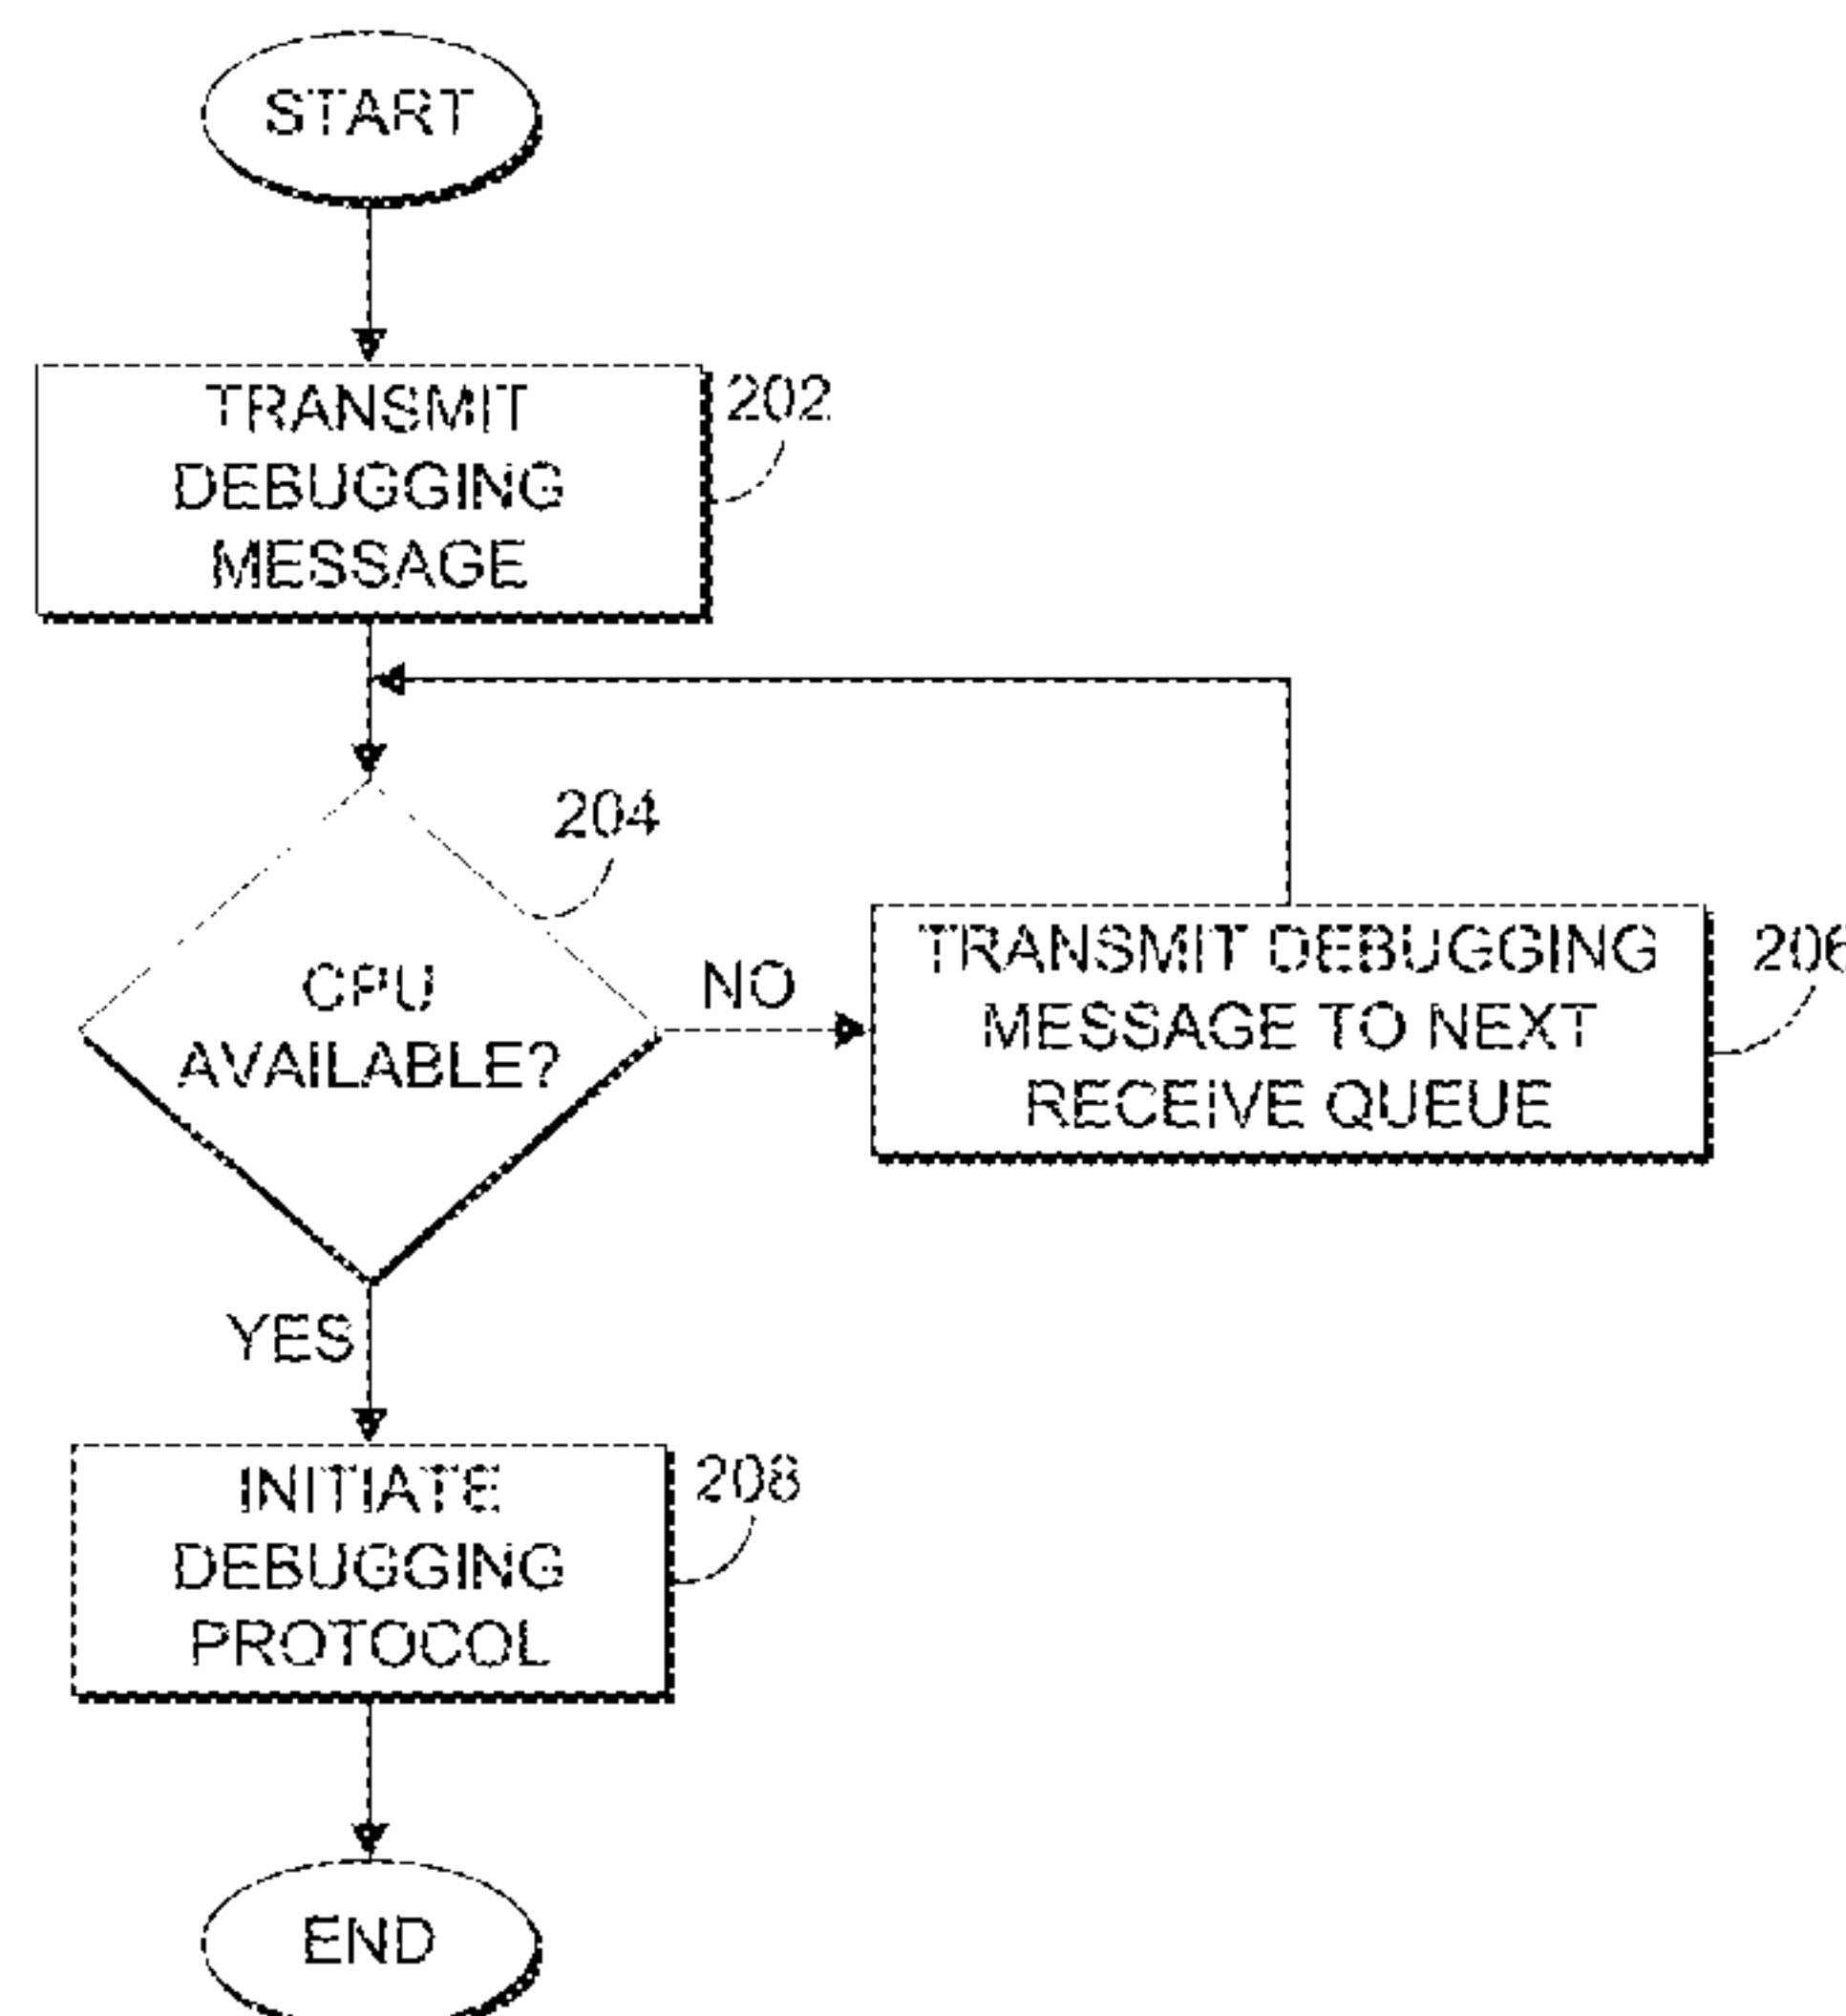 START
TRANSMIT
DEBUGGING
MESSAGE
202
204
CPU
AVAILABLE?
NO
TRANSMIT DEBUGGING
MESSAGE TO NEXT
RECEIVE QUEUE
206
YES
INITIATE
DEBUGGING
PROTOCOL
208
END